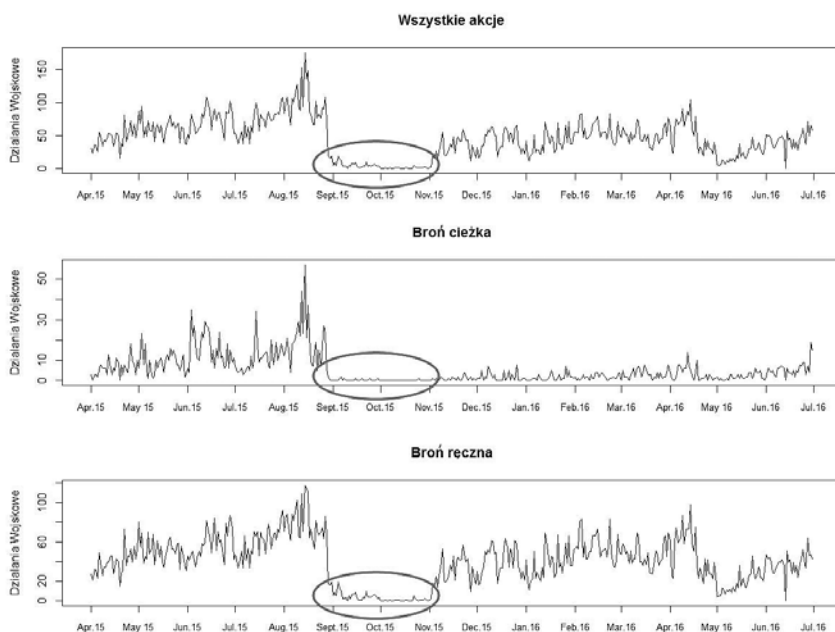 Wszystkie akcje
Działania Wojskowe
150
100
50
0
Apr.15 May 15 Jun.15 Jul.15 Aug.15 Sept.15 Oct.15 Nov.15 Dec.15 Jan.16 Feb.16 Mar.16 Apr.16 May 16 Jun.16 Jul.16
Broń cieżka
Działania Wojskowe
50
30
10
0
Apr.15 May 15 Jun.15 Jul.15 Aug.15 Sept.15 Oct.15 Nov.15 Dec.15 Jan.16 Feb.16 Mar.16 Apr.16 May 16 Jun.16 Jul.16
Broń ręczna
Działania Wojskowe
100
60
20
0
Apr.15 May 15 Jun.15 Jul.15 Aug.15 Sept.15 Oct.15 Nov.15 Dec.15 Jan.16 Feb.16 Mar.16 Apr.16 May 16 Jun.16 Jul.16